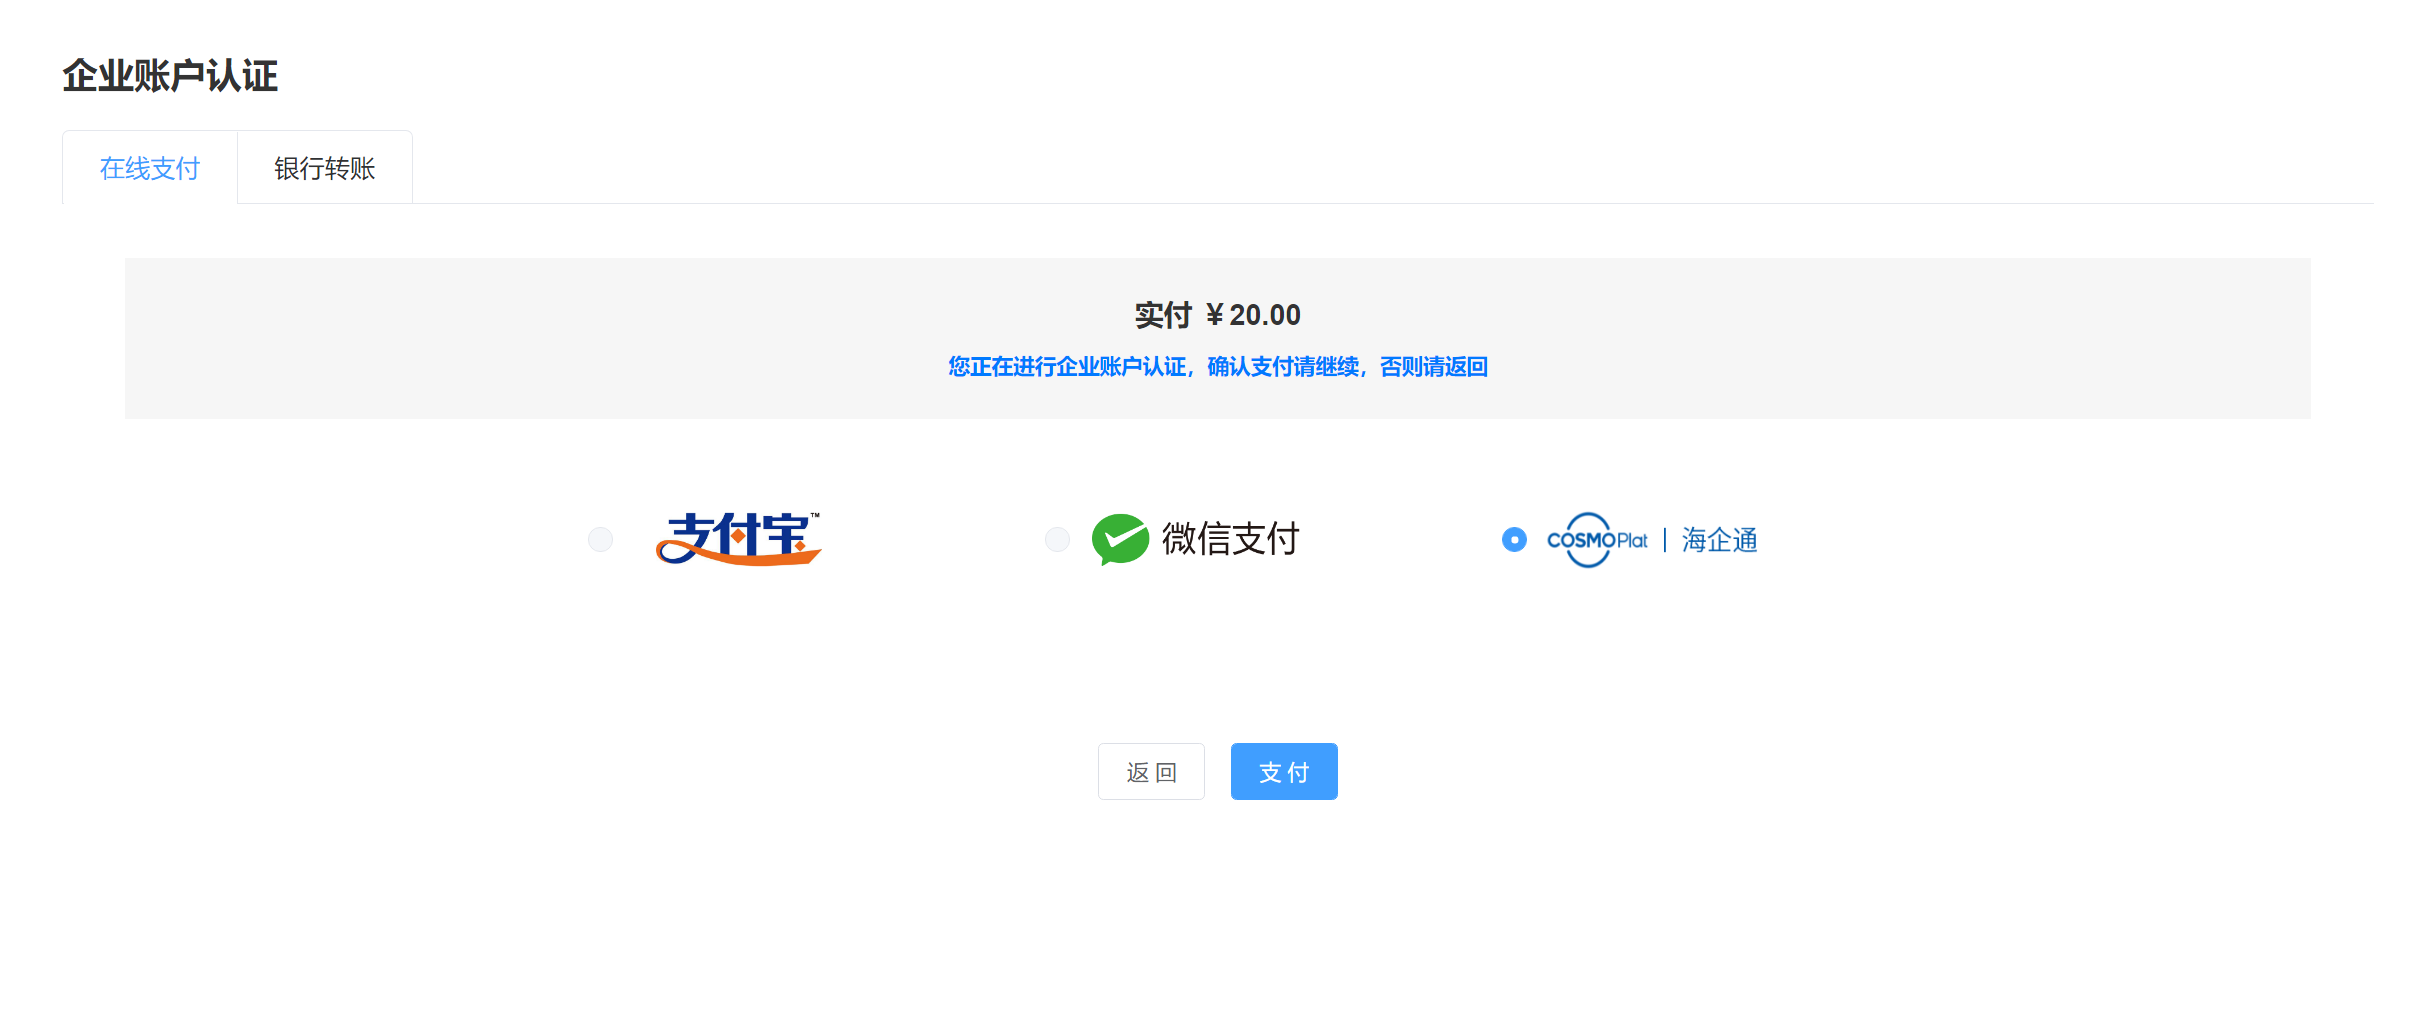 企业账户认证
在线支付 银行转账
实付 ¥ 20.00
您正在进行企业账户认证，确认支付请继续，否则请返回
支付宝™ 微信支付 COSMOPlat | 海企通
返 回 支 付